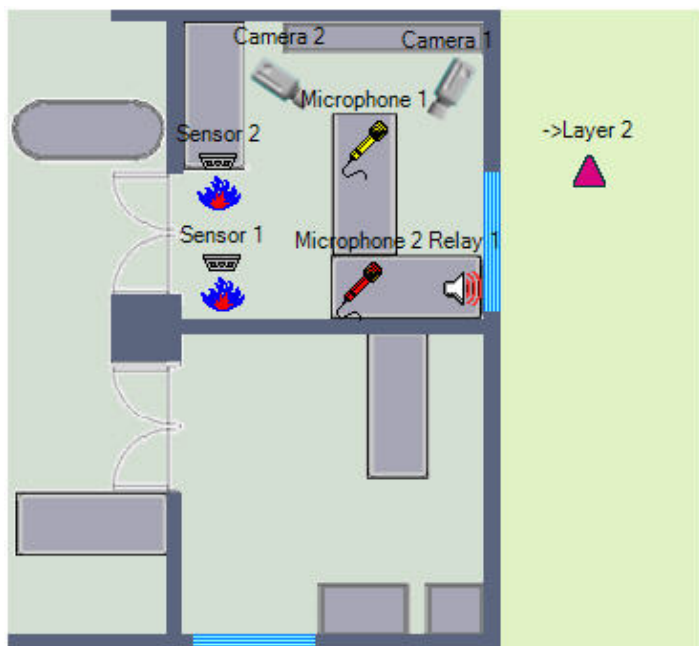 Camera 2
Camera 1
Microphone 1
Sensor 2
->Layer 2
Sensor 1
Microphone 2
Relay 1